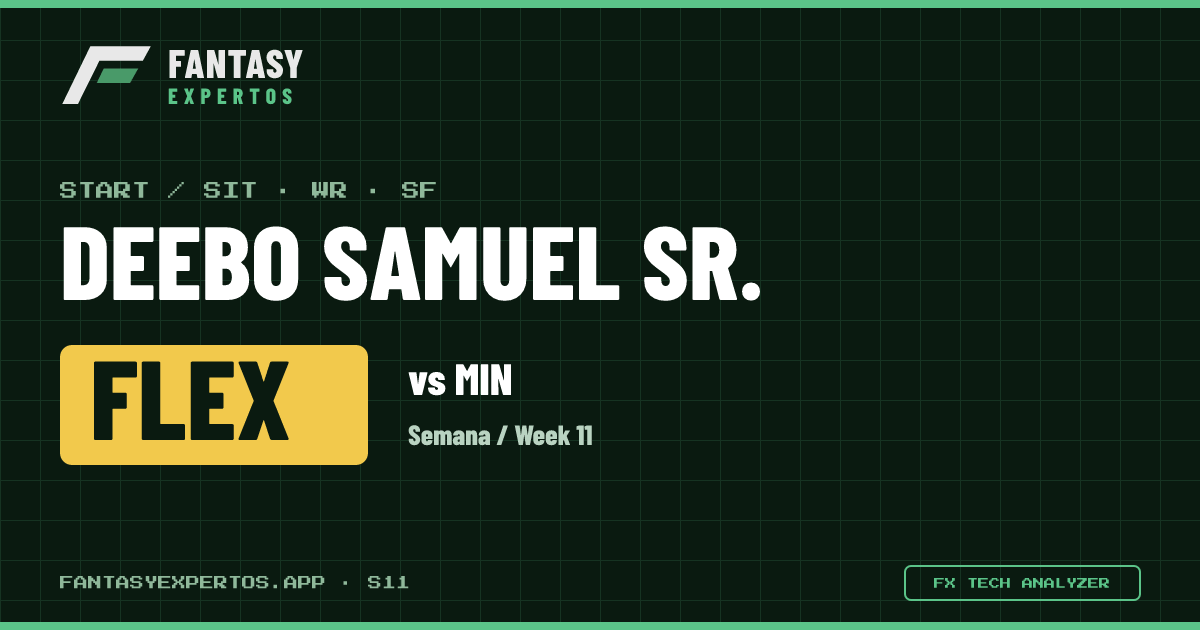 FANTASY
EXPERTOS
START / SIT · WR · SF
DEEBO SAMUEL SR.
FLEX
vs MIN
Semana / Week 11
FANTASYEXPERTOS.APP · S11
FX TECH ANALYZER